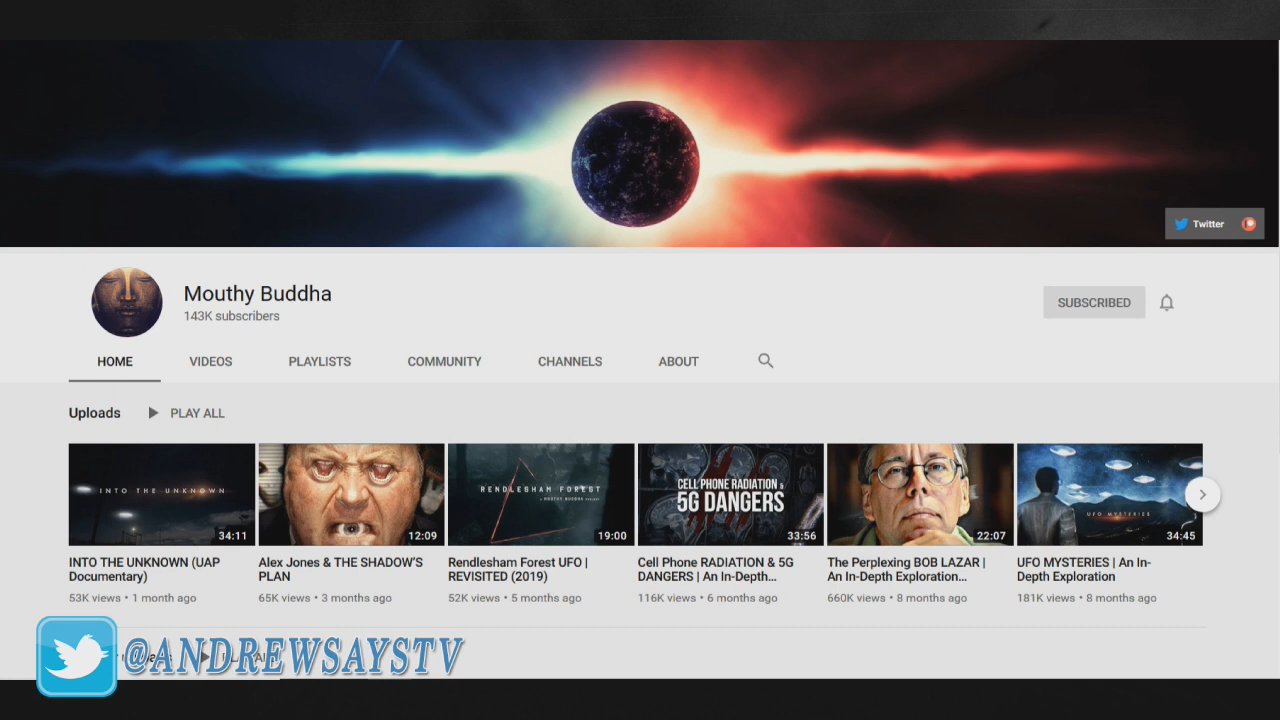 Twitter
Mouthy Buddha
143K subscribers
SUBSCRIBED
HOME VIDEOS PLAYLISTS COMMUNITY CHANNELS ABOUT
Uploads PLAY ALL
INTO THE UNKNOWN
34:11
12:09
RENDLESHAM FOREST
A MOUTHY BUDDHA PROJECT
19:00
CELL PHONE RADIATION &
5G DANGERS
33:56
22:07
UFO MYSTERIES
34:45
INTO THE UNKNOWN (UAP
Documentary)
53K views • 1 month ago
Alex Jones & THE SHADOW'S
PLAN
65K views • 3 months ago
Rendlesham Forest UFO |
REVISITED (2019)
52K views • 5 months ago
Cell Phone RADIATION & 5G
DANGERS | An In-Depth...
116K views • 6 months ago
The Perplexing BOB LAZAR |
An In-Depth Exploration...
660K views • 8 months ago
UFO MYSTERIES | An In-
Depth Exploration
181K views • 8 months ago
@ANDREWSAYSTV